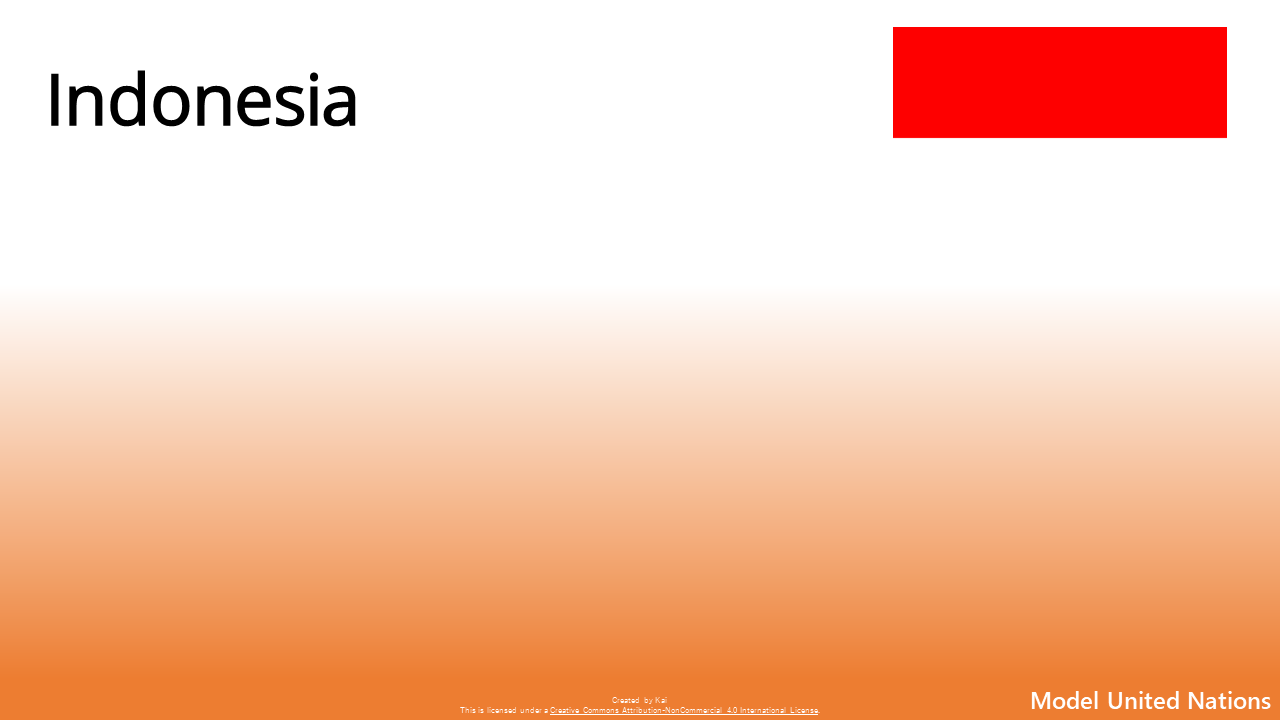 Indonesia
Created by Kai
This is licensed under a Creative Commons Attribution-NonCommercial 4.0 International License.
Model United Nations